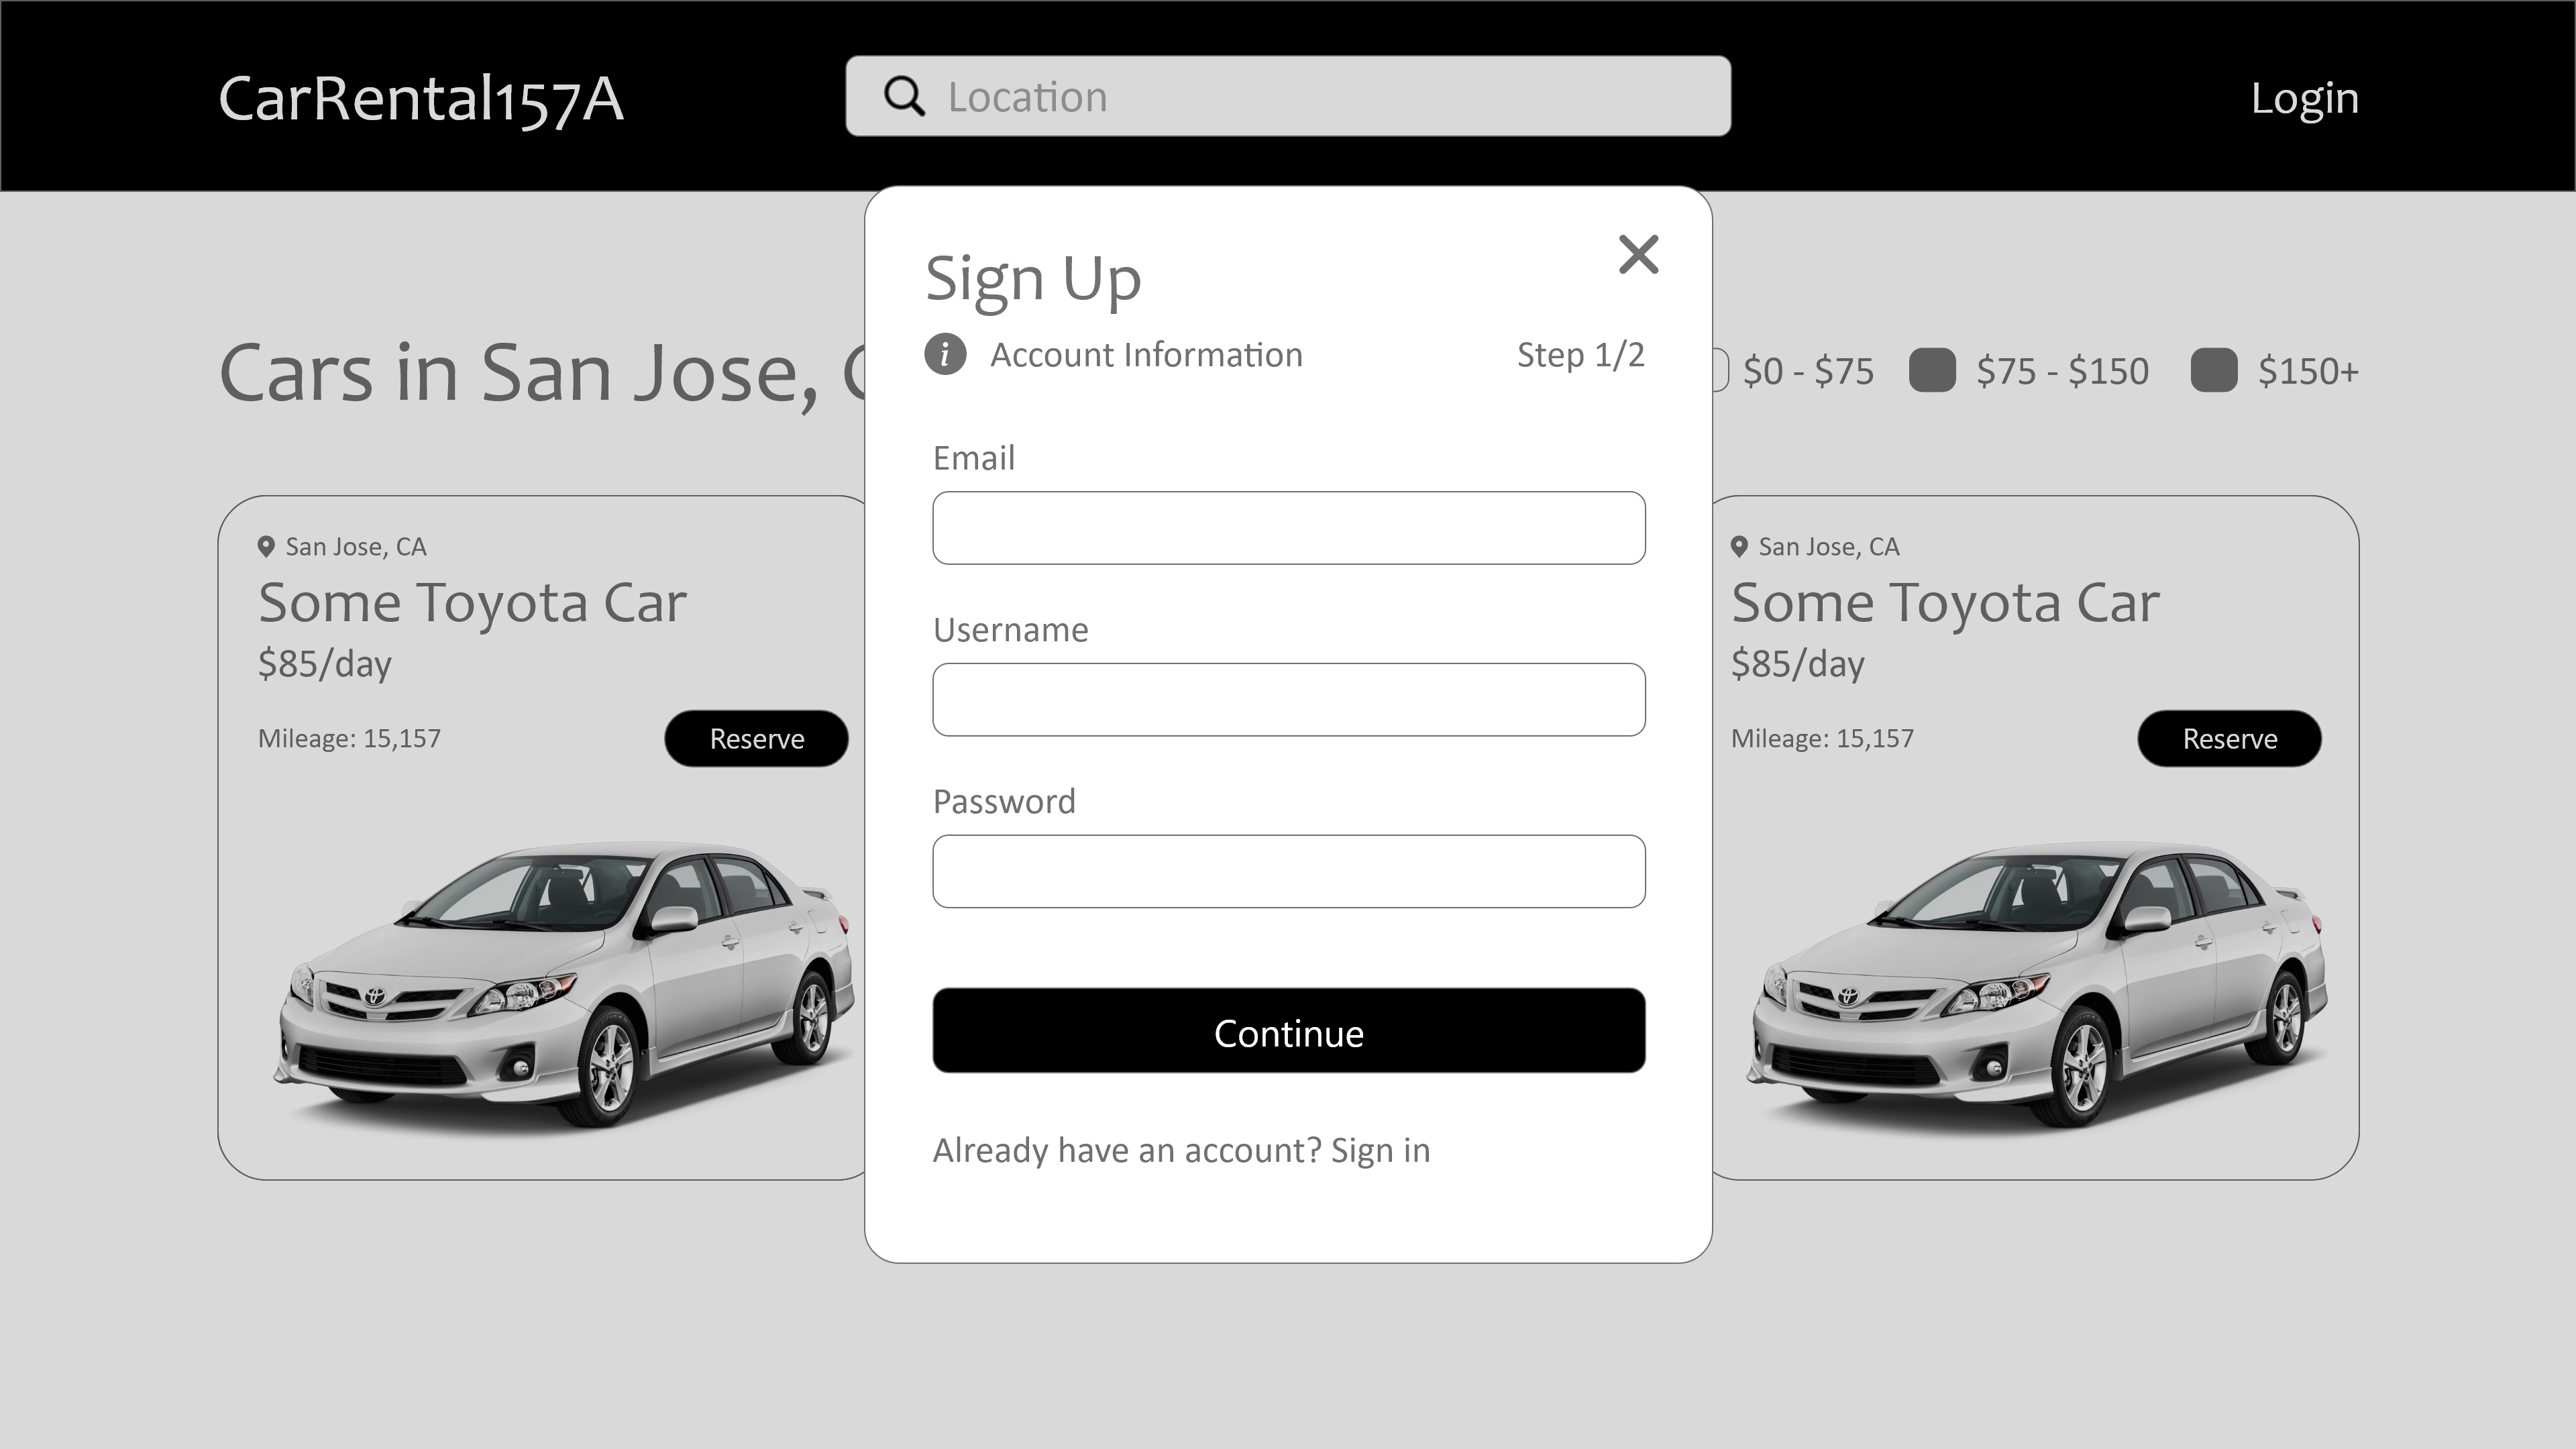 CarRental157A
Location
Login
Sign Up
Account Information
Step 1/2
Cars in San Jose,
$0 - $75
$75 - $150
$150+
Email
Username
Password
Continue
Already have an account? Sign in
San Jose, CA
Some Toyota Car
$85/day
Mileage: 15,157
Reserve
San Jose, CA
Some Toyota Car
$85/day
Mileage: 15,157
Reserve